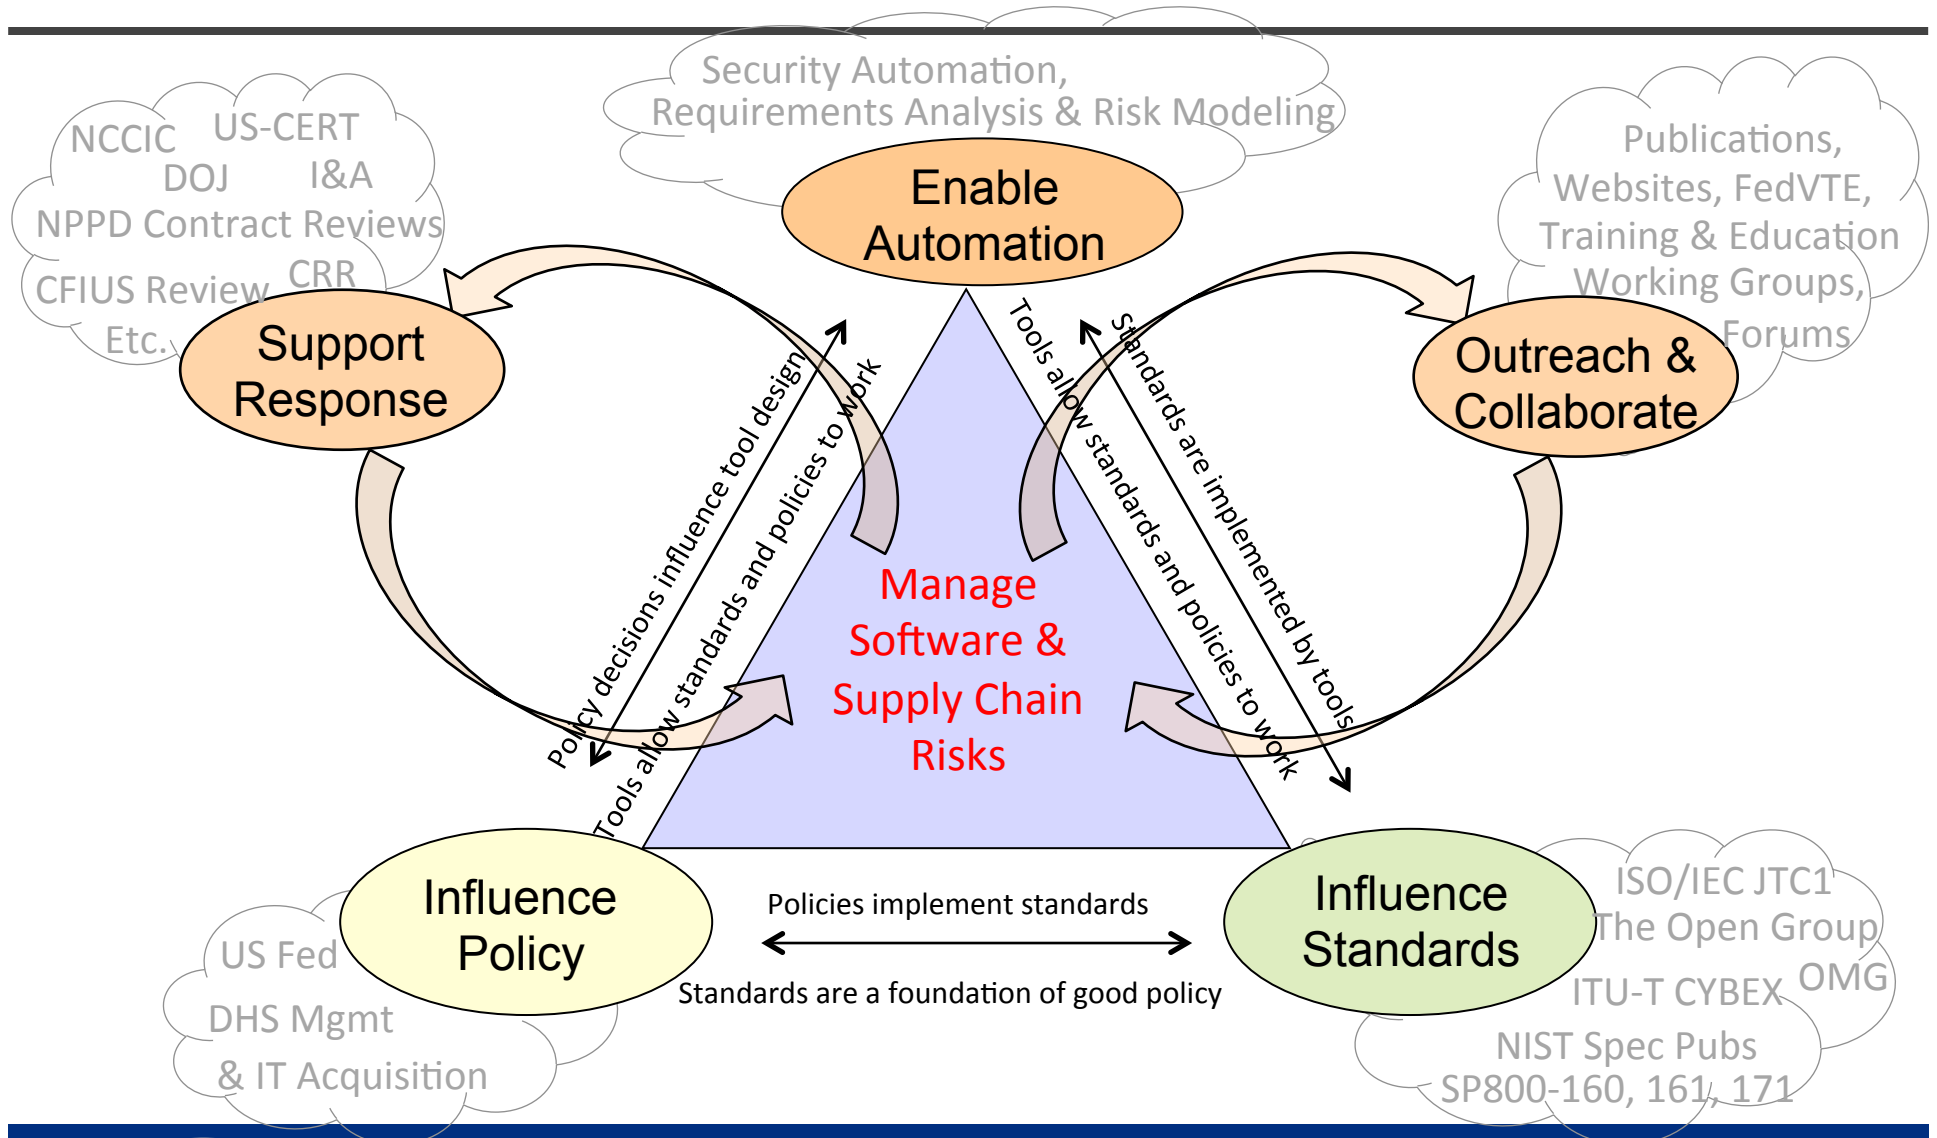 Security Automation,
Requirements Analysis & Risk Modeling
Enable
Automation
NCCIC
US-CERT
DOJ
I&A
NPPD Contract Reviews
CFIUS Review
CRR
Etc.
Support
Response
Publications,
Websites, FedVTE,
Training & Education
Working Groups,
Forums
Outreach &
Collaborate
Policy decisions influence tool design
Tools allow standards and policies to work
Tools allow standards and policies to work
Standards are implemented by tools
Manage
Software &
Supply Chain
Risks
Influence
Policy
US Fed
DHS Mgmt
& IT Acquisition
Policies implement standards
Standards are a foundation of good policy
Influence
Standards
ISO/IEC JTC1
The Open Group
ITU-T CYBEX
OMG
NIST Spec Pubs
SP800-160, 161, 171